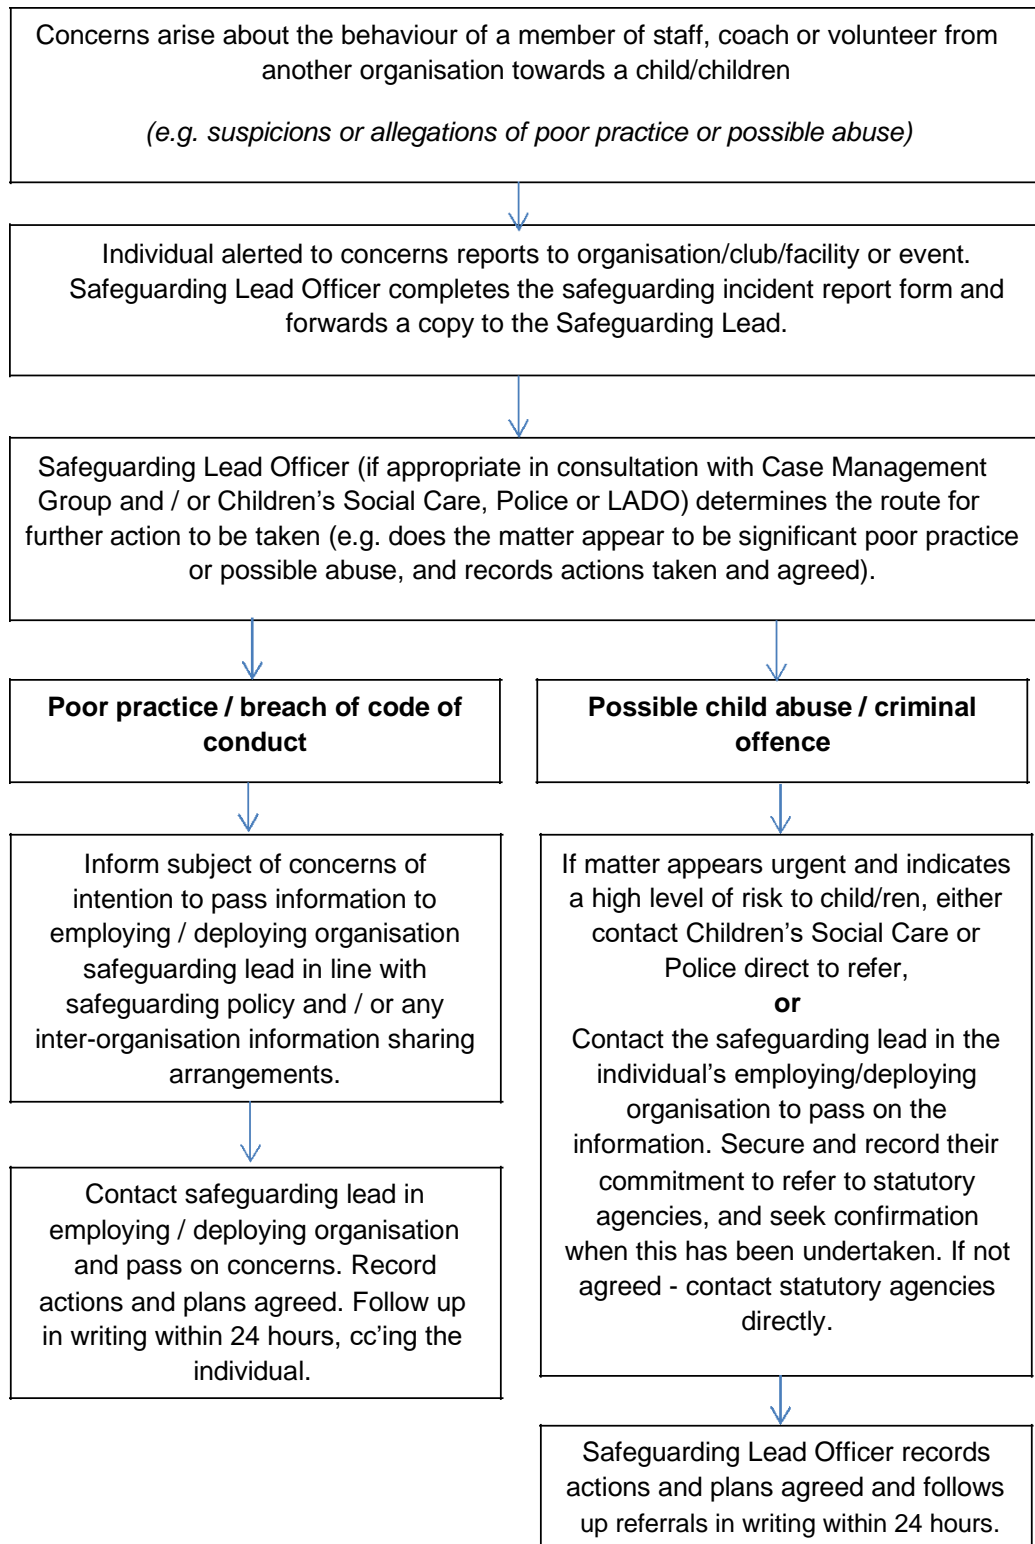 Concerns arise about the behaviour of a member of staff, coach or volunteer from
another organisation towards a child/children
(e.g. suspicions or allegations of poor practice or possible abuse)
Individual alerted to concerns reports to organisation/club/facility or event.
Safeguarding Lead Officer completes the safeguarding incident report form and
forwards a copy to the Safeguarding Lead.
Safeguarding Lead Officer (if appropriate in consultation with Case Management
Group and / or Children's Social Care, Police or LADO) determines the route for
further action to be taken (e.g. does the matter appear to be significant poor practice
or possible abuse, and records actions taken and agreed).
Poor practice / breach of code of
conduct
Inform subject of concerns of
intention to pass information to
employing / deploying organisation
safeguarding lead in line with
safeguarding policy and / or any
inter-organisation information sharing
arrangements.
Contact safeguarding lead in
employing / deploying organisation
and pass on concerns. Record
actions and plans agreed. Follow up
in writing within 24 hours, cc'ing the
individual.
Possible child abuse / criminal
offence
If matter appears urgent and indicates
a high level of risk to child/ren, either
contact Children's Social Care or
Police direct to refer,
or
Contact the safeguarding lead in the
individual's employing/deploying
organisation to pass on the
information. Secure and record their
commitment to refer to statutory
agencies, and seek confirmation
when this has been undertaken. If not
agreed - contact statutory agencies
directly.
Safeguarding Lead Officer records
actions and plans agreed and follows
up referrals in writing within 24 hours.